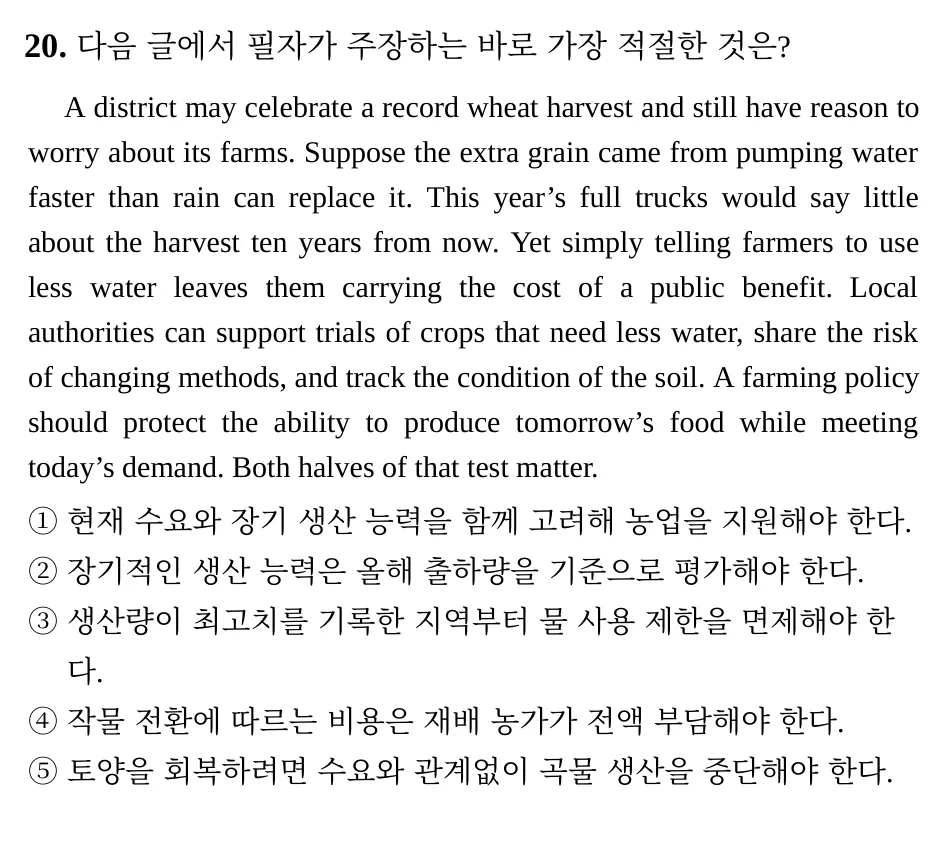 20. 다음 글에서 필자가 주장하는 바로 가장 적절한 것은?
A district may celebrate a record wheat harvest and still have reason to
worry about its farms. Suppose the extra grain came from pumping water
faster than rain can replace it. This year’s full trucks would say little
about the harvest ten years from now. Yet simply telling farmers to use
less water leaves them carrying the cost of a public benefit. Local
authorities can support trials of crops that need less water, share the risk
of changing methods, and track the condition of the soil. A farming policy
should protect the ability to produce tomorrow’s food while meeting
today’s demand. Both halves of that test matter.
① 현재 수요와 장기 생산 능력을 함께 고려해 농업을 지원해야 한다.
② 장기적인 생산 능력은 올해 출하량을 기준으로 평가해야 한다.
③ 생산량이 최고치를 기록한 지역부터 물 사용 제한을 면제해야 한
다.
④ 작물 전환에 따르는 비용은 재배 농가가 전액 부담해야 한다.
⑤ 토양을 회복하려면 수요와 관계없이 곡물 생산을 중단해야 한다.